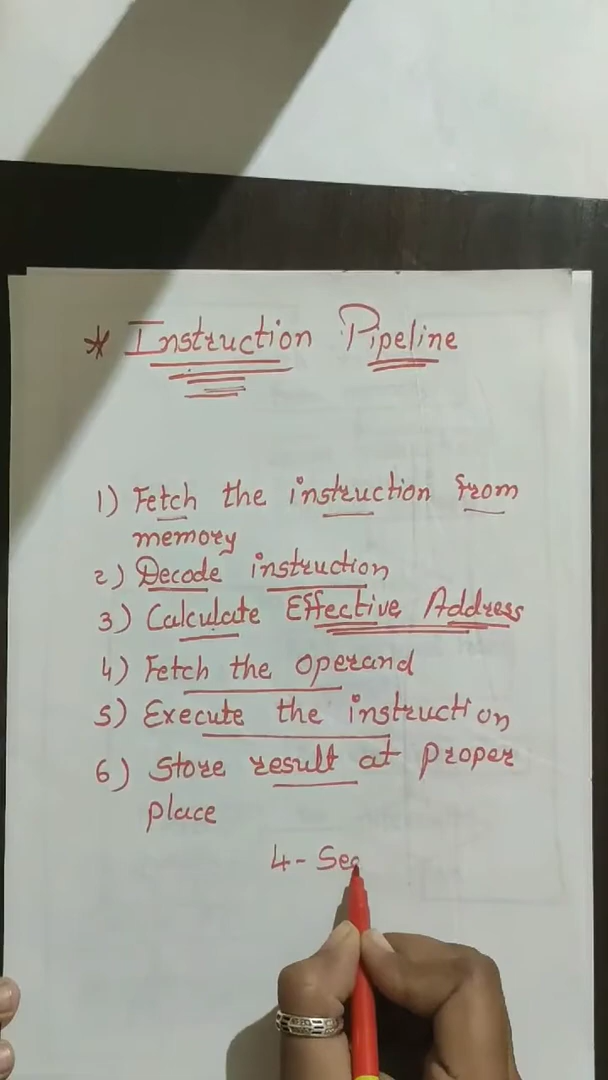 * Instruction Pipeline
1) Fetch the instruction from
memory
2) Decode instruction
3) Calculate Effective Address
4) Fetch the operand
5) Execute the instruction
6) Store result at proper
place
4- Seg